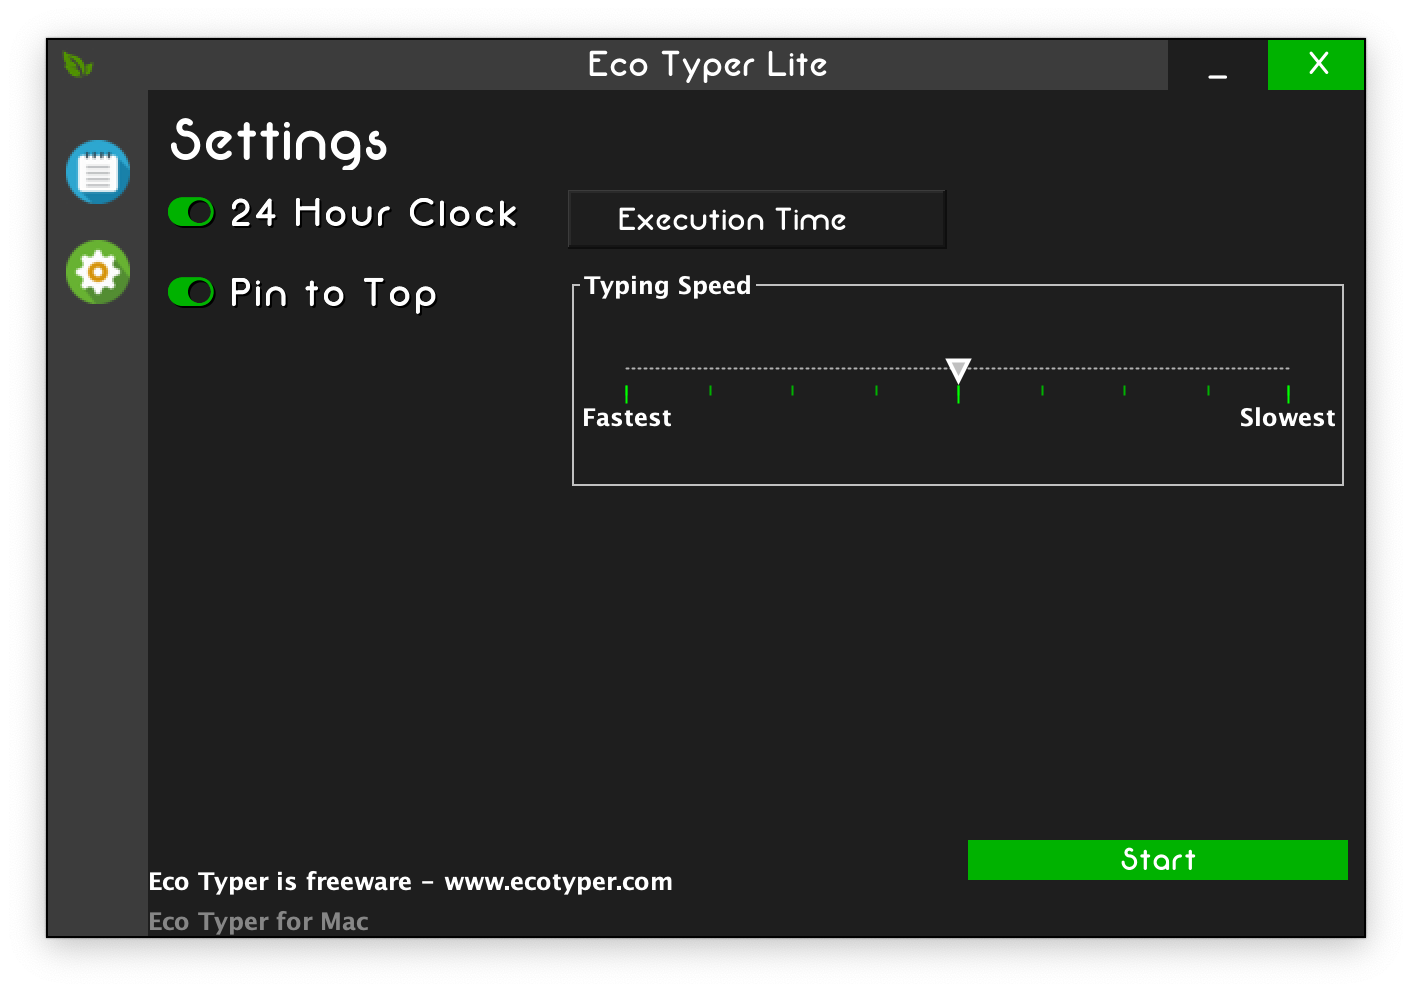 Eco Typer Lite
_
X
Settings
24 Hour Clock
Execution Time
Pin to Top
Typing Speed
Fastest
Slowest
Start
Eco Typer is freeware - www.ecotyper.com
Eco Typer for Mac